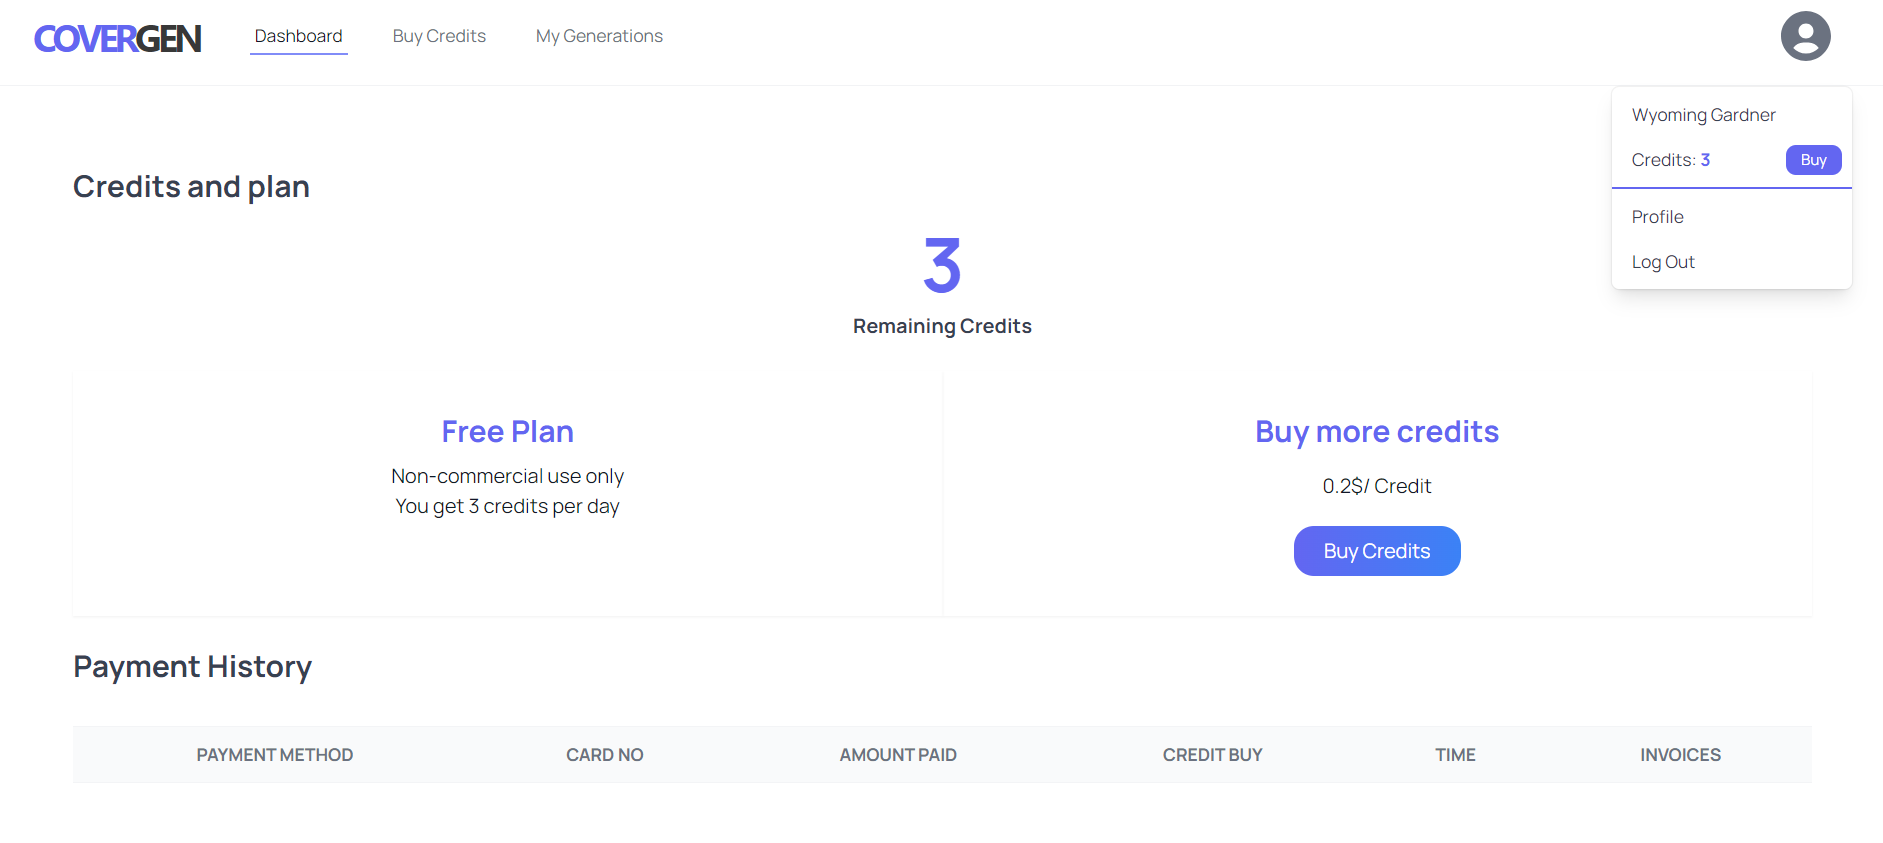 COVERGEN
Dashboard
Buy Credits
My Generations
Wyoming Gardner
Credits: 3
Buy
Profile
Log Out
Credits and plan
3
Remaining Credits
Free Plan
Non-commercial use only
You get 3 credits per day
Buy more credits
0.2$/ Credit
Buy Credits
Payment History
PAYMENT METHOD
CARD NO
AMOUNT PAID
CREDIT BUY
TIME
INVOICES